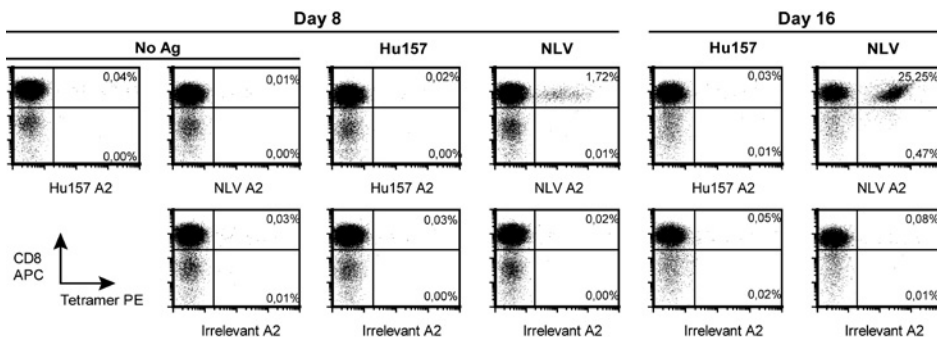 Day 8 Day 16
No Ag Hu157 NLV Hu157 NLV
0,04% 0,01% 0,02% 1,72% 0,03% 25,25%
0,00% 0,00% 0,00% 0,01% 0,01% 0,47%
Hu157 A2 NLV A2 Hu157 A2 NLV A2 Hu157 A2 NLV A2
0,03% 0,03% 0,02% 0,05% 0,08%
CD8
APC
Tetramer PE
0,01% 0,00% 0,00% 0,02% 0,01%
Irrelevant A2 Irrelevant A2 Irrelevant A2 Irrelevant A2 Irrelevant A2